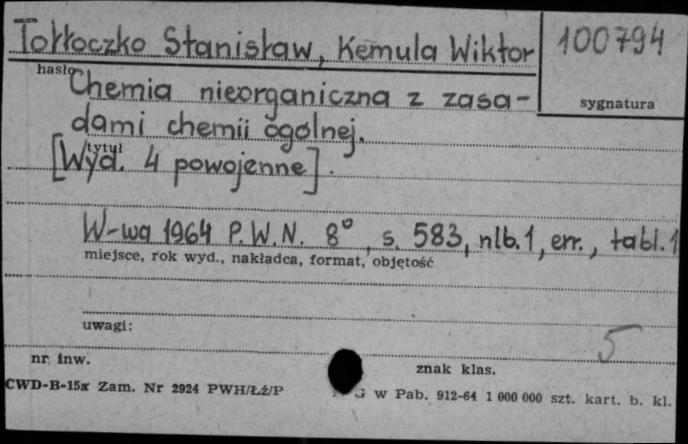 Tołłoczko Stanisław, Kemula Wiktor
100794
hasło
sygnatura
Chemia nieorganiczna z zasa-
dami chemii ogólnej.
tytuł
[Wyd. 4 powojenne].
W-wa 1964 P.W.N. 8°, s. 583, nlb. 1, err., tabl. 1
miejsce, rok wyd., nakładca, format, objętość
uwagi:
5
nr. inw.
znak klas.
CWD-B-15x Zam. Nr 2924 PWH/Łź/P
G w Pab. 912-64 1 000 000 szt. kart. b. kl.